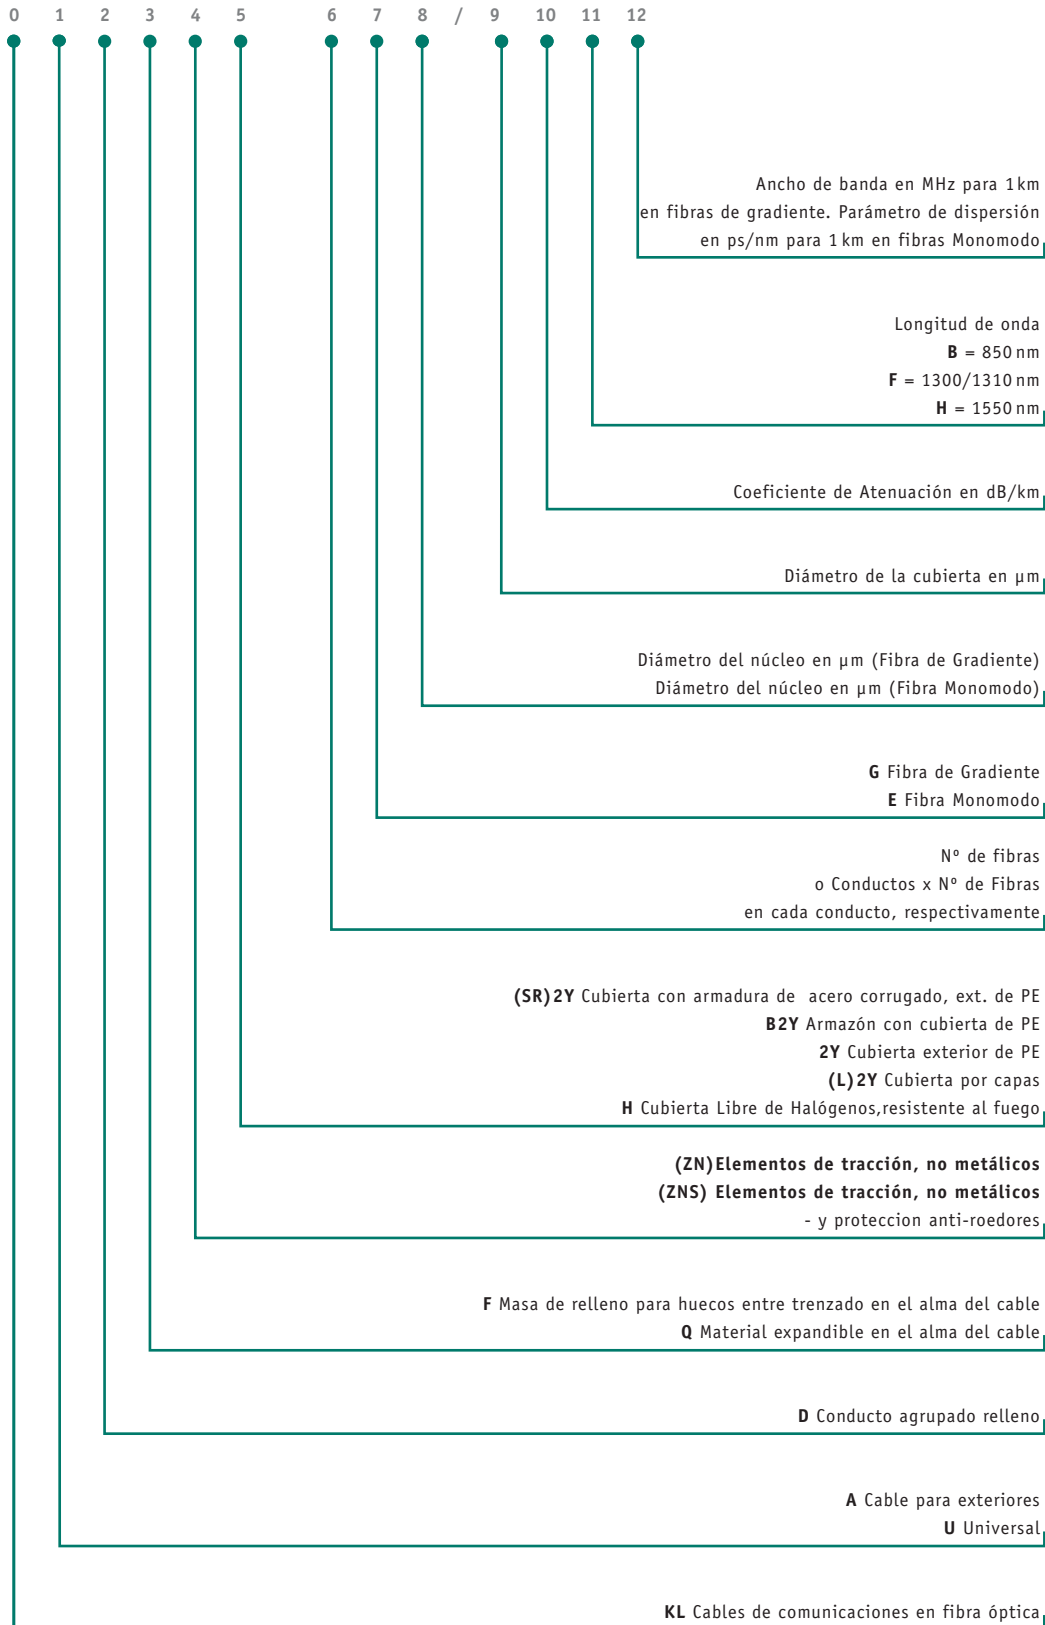 0 1 2 3 4 5 6 7 8 / 9 10 11 12
Ancho de banda en MHz para 1 km
en fibras de gradiente. Parámetro de dispersión
en ps/nm para 1 km en fibras Monomodo
Longitud de onda
B = 850 nm
F = 1300/1310 nm
H = 1550 nm
Coeficiente de Atenuación en dB/km
Diámetro de la cubierta en µm
Diámetro del núcleo en µm (Fibra de Gradiente)
Diámetro del núcleo en µm (Fibra Monomodo)
G Fibra de Gradiente
E Fibra Monomodo
Nº de fibras
o Conductos x Nº de Fibras
en cada conducto, respectivamente
(SR)2Y Cubierta con armadura de acero corrugado, ext. de PE
B2Y Armazón con cubierta de PE
2Y Cubierta exterior de PE
(L)2Y Cubierta por capas
H Cubierta Libre de Halógenos,resistente al fuego
(ZN)Elementos de tracción, no metálicos
(ZNS) Elementos de tracción, no metálicos
- y proteccion anti-roedores
F Masa de relleno para huecos entre trenzado en el alma del cable
Q Material expandible en el alma del cable
D Conducto agrupado relleno
A Cable para exteriores
U Universal
KL Cables de comunicaciones en fibra óptica